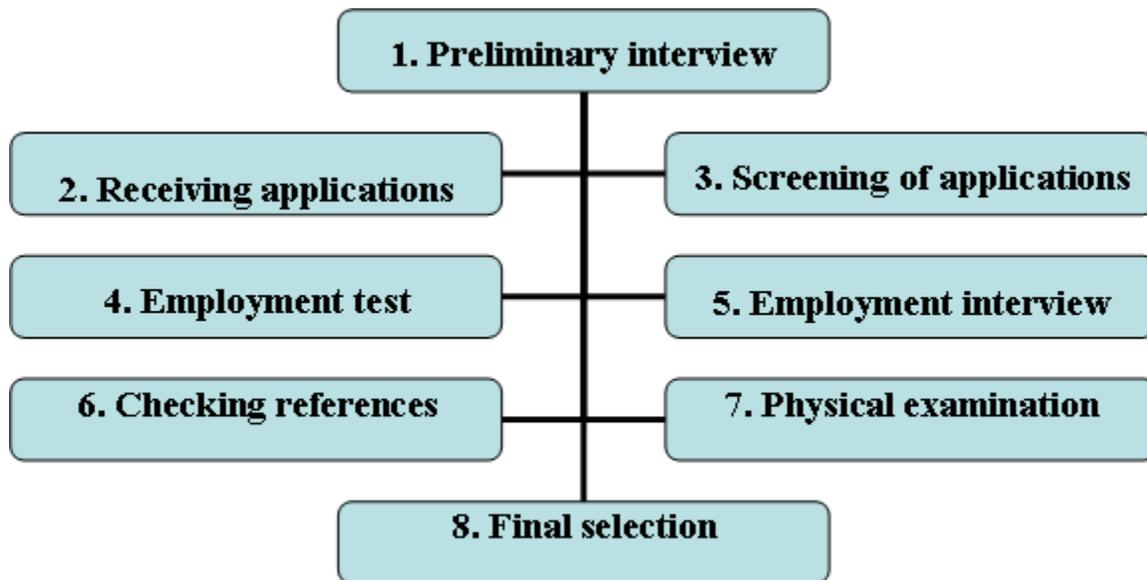 1. Preliminary interview
2. Receiving applications
3. Screening of applications
4. Employment test
5. Employment interview
6. Checking references
7. Physical examination
8. Final selection